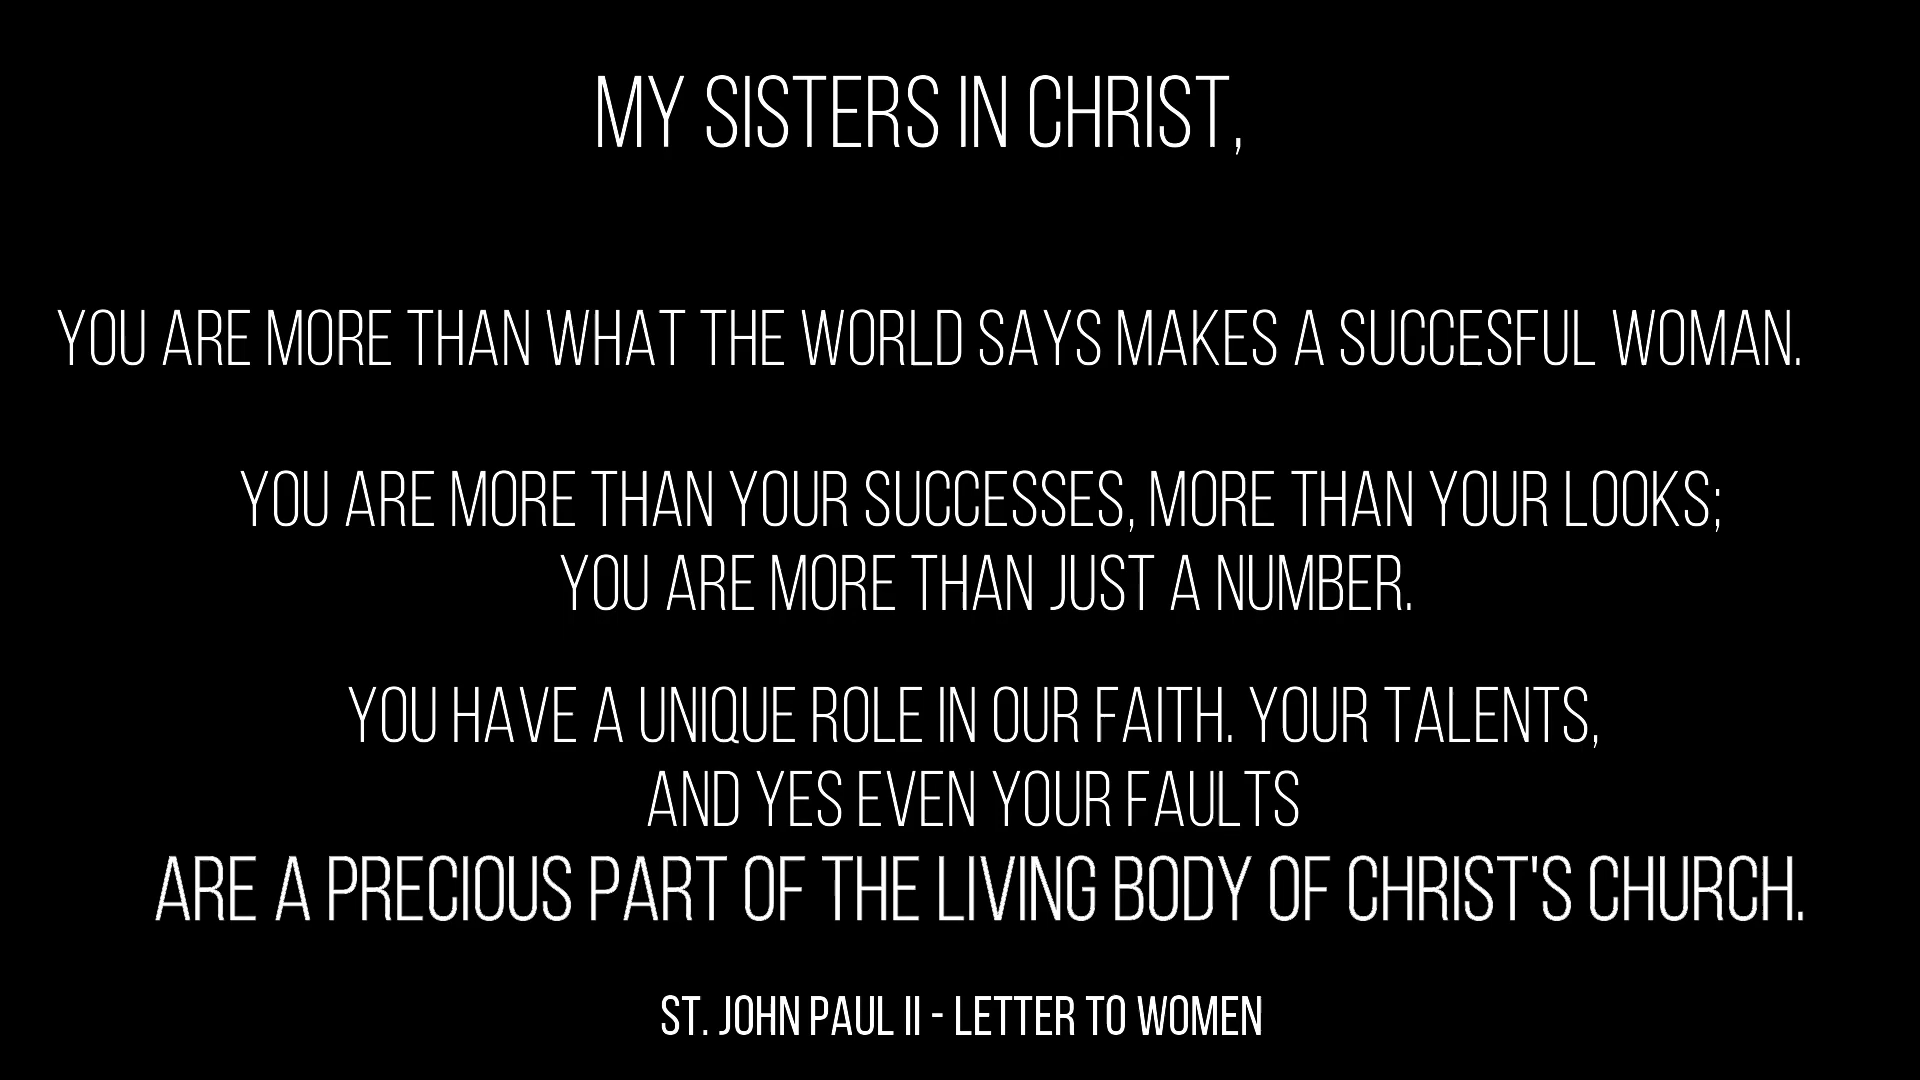 MY SISTERS IN CHRIST,
YOU ARE MORE THAN WHAT THE WORLD SAYS MAKES A SUCCESFUL WOMAN.
YOU ARE MORE THAN YOUR SUCCESSES, MORE THAN YOUR LOOKS;
YOU ARE MORE THAN JUST A NUMBER.
YOU HAVE A UNIQUE ROLE IN OUR FAITH. YOUR TALENTS,
AND YES EVEN YOUR FAULTS
ARE A PRECIOUS PART OF THE LIVING BODY OF CHRIST'S CHURCH.
ST. JOHN PAUL II - LETTER TO WOMEN